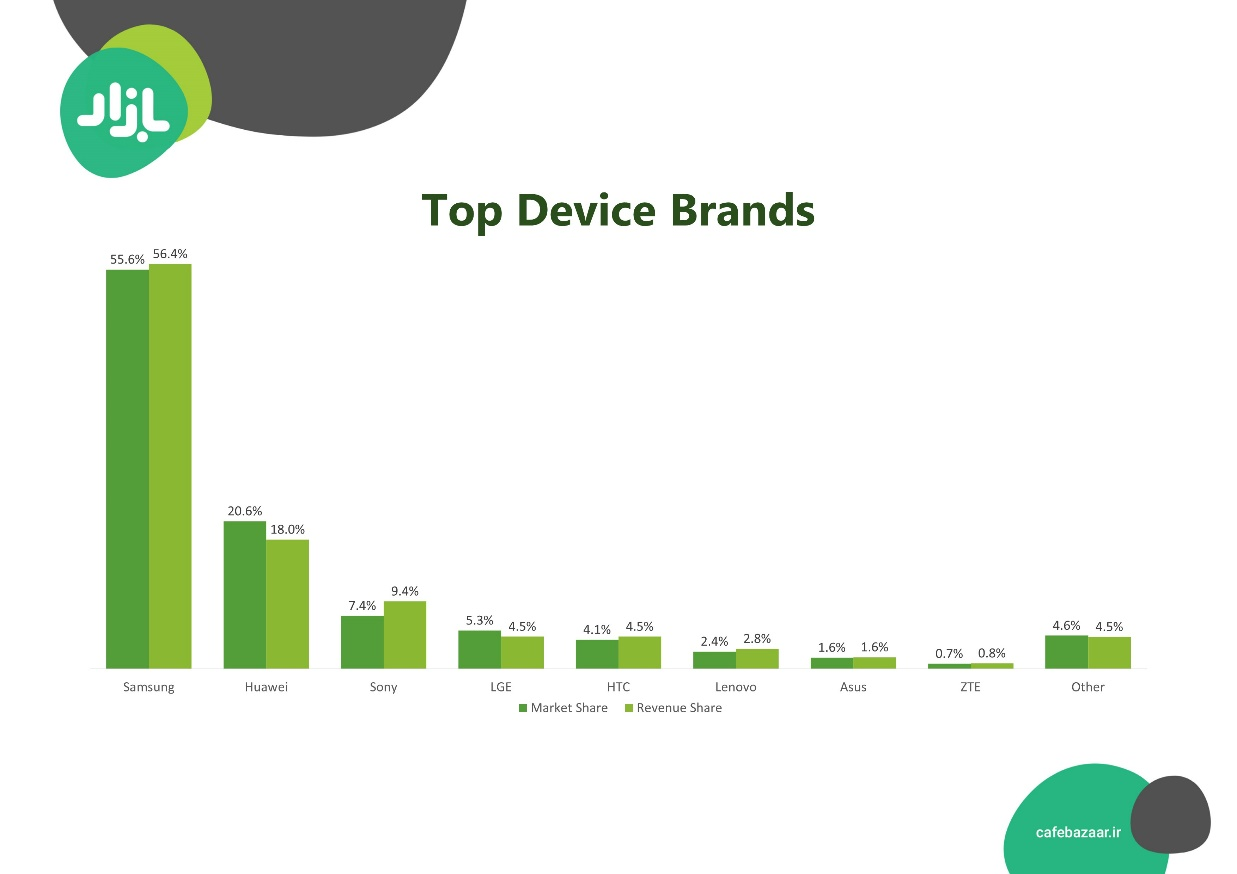 بازار
Top Device Brands
55.6% 56.4%
20.6% 18.0%
7.4% 9.4%
5.3% 4.5%
4.1% 4.5%
2.4% 2.8%
1.6% 1.6%
0.7% 0.8%
4.6% 4.5%
Samsung Huawei Sony LGE HTC Lenovo Asus ZTE Other
Market Share Revenue Share
cafebazaar.ir